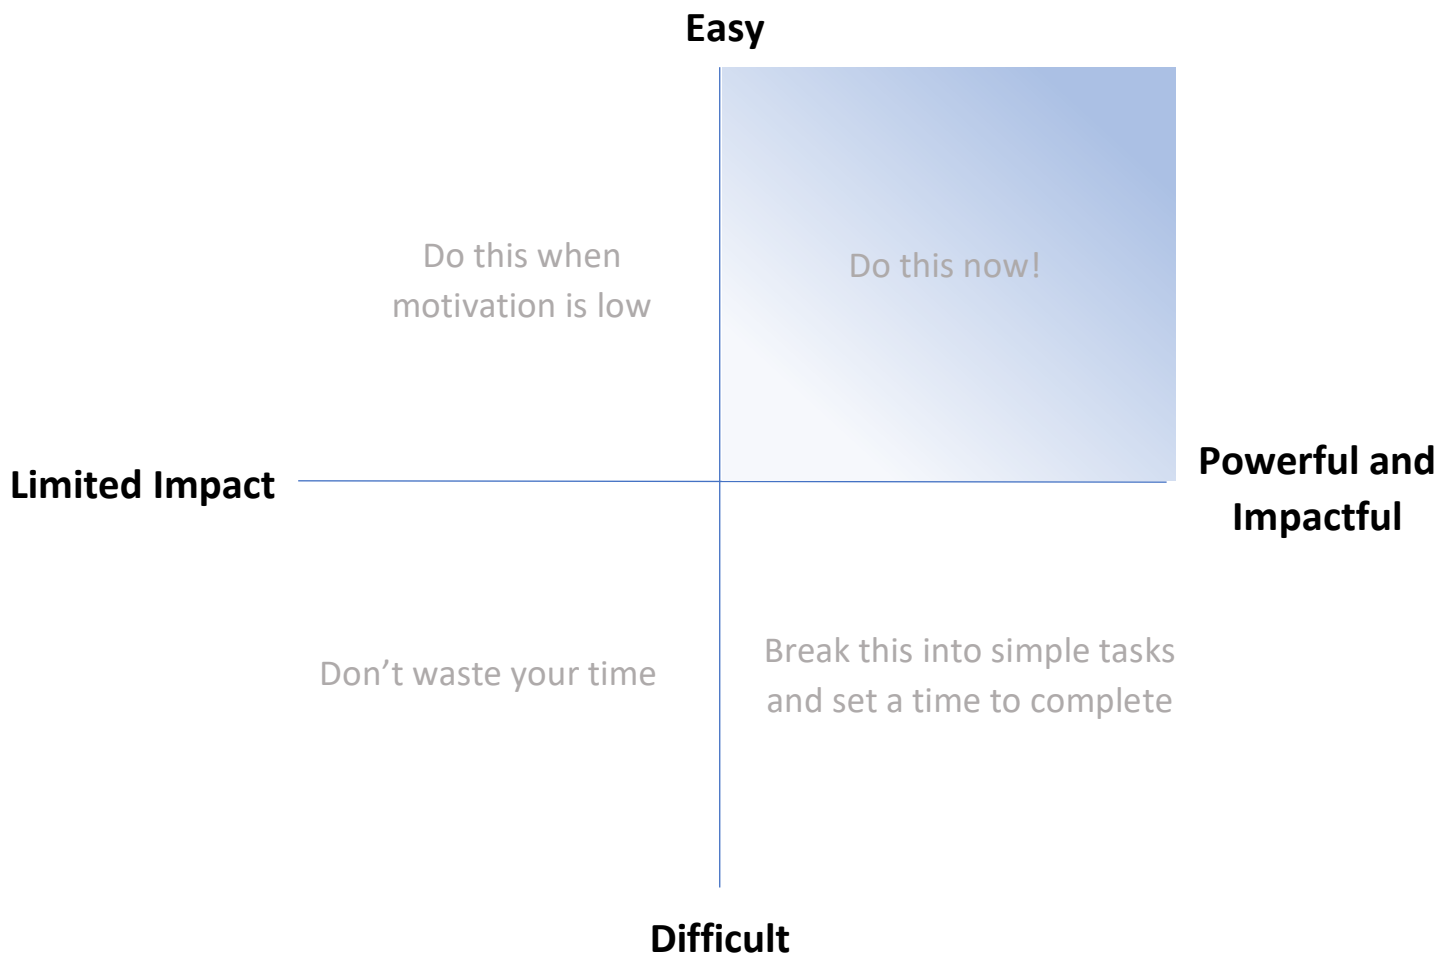 Easy
Do this when
motivation is low
Do this now!
Limited Impact
Powerful and
Impactful
Don’t waste your time
Break this into simple tasks
and set a time to complete
Difficult